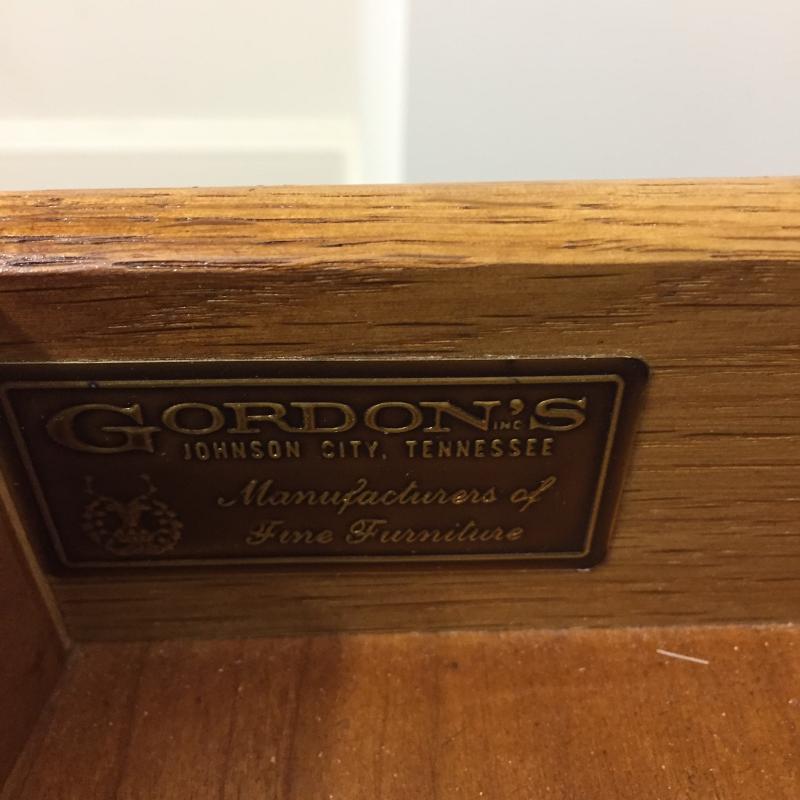 GORDON'S INC
JOHNSON CITY, TENNESSEE
Manufacturers of
Fine Furniture